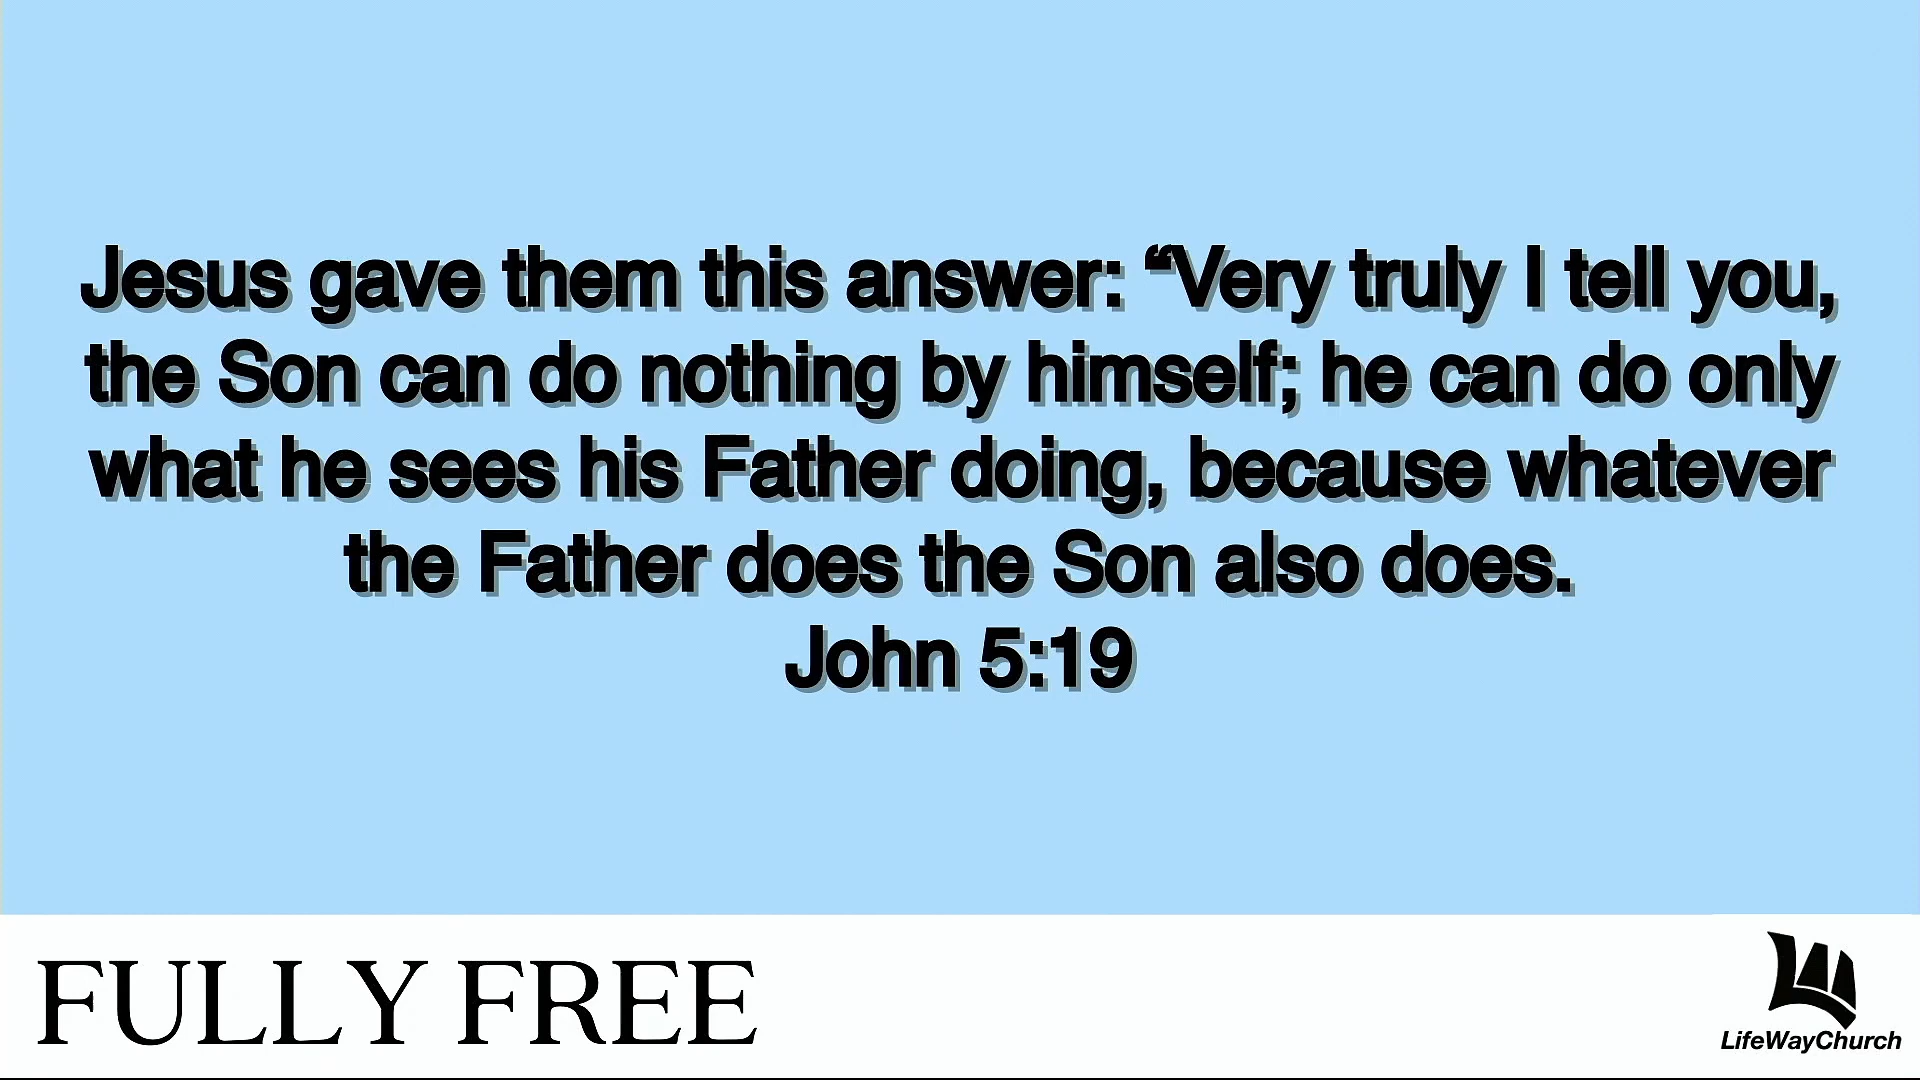 Jesus gave them this answer: “Very truly I tell you,
the Son can do nothing by himself; he can do only
what he sees his Father doing, because whatever
the Father does the Son also does.
John 5:19
FULLY FREE
LifeWayChurch